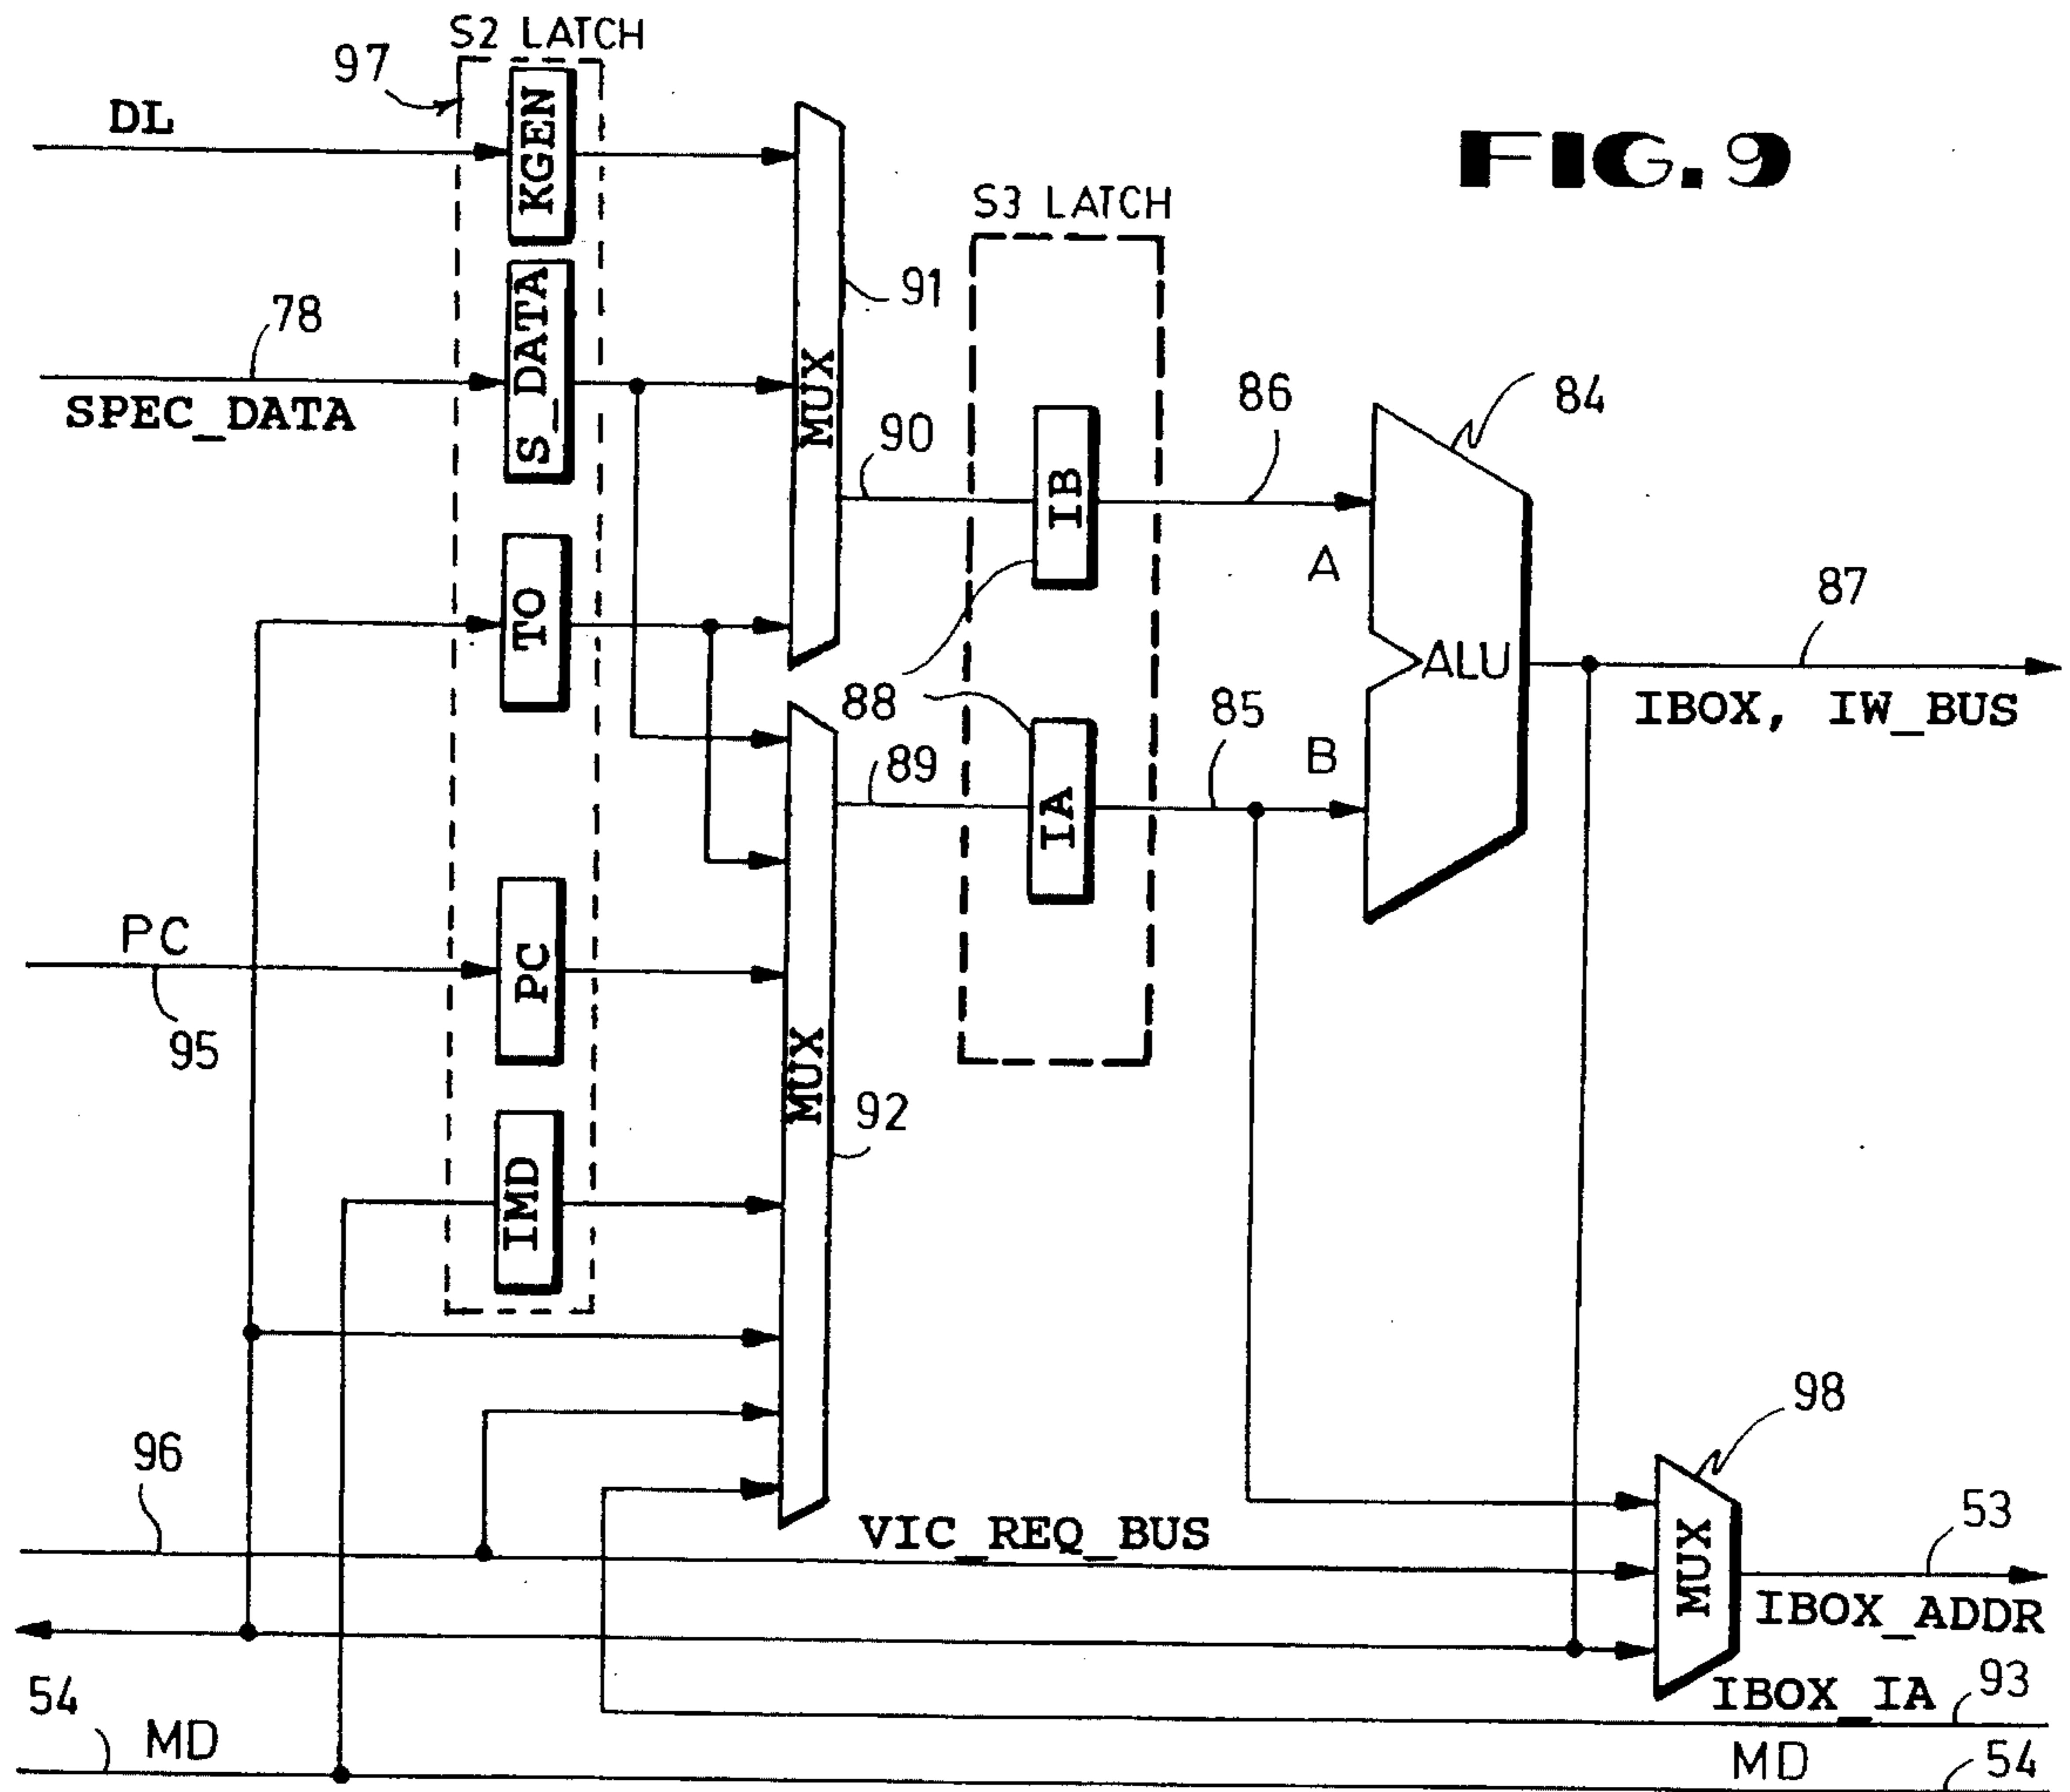 S2 LATCH
97
DL
KGEN
FIG. 9
S3 LATCH
78
S_DATA
91
SPEC_DATA
MUX
86
84
90
IB
A
TO
87
88
ALU
85
IBOX, IW_BUS
B
89
IA
PC
PC
95
MUX
92
IMD
98
96
VIC_REQ_BUS
53
MUX
IBOX_ADDR
54
IBOX_IA
93
MD
MD
54